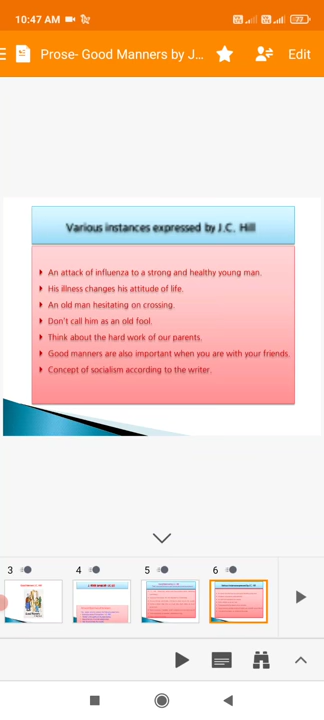 10:47 AM
77
Prose- Good Manners by J...
Edit
Various instances expressed by J.C. Hill
An attack of influenza to a strong and healthy young man.
His illness changes his attitude of life.
An old man hesitating on crossing.
Don't call him as an old fool.
Think about the hard work of our parents.
Good manners are also important when you are with your friends.
Concept of socialism according to the writer.
3
4
5
6